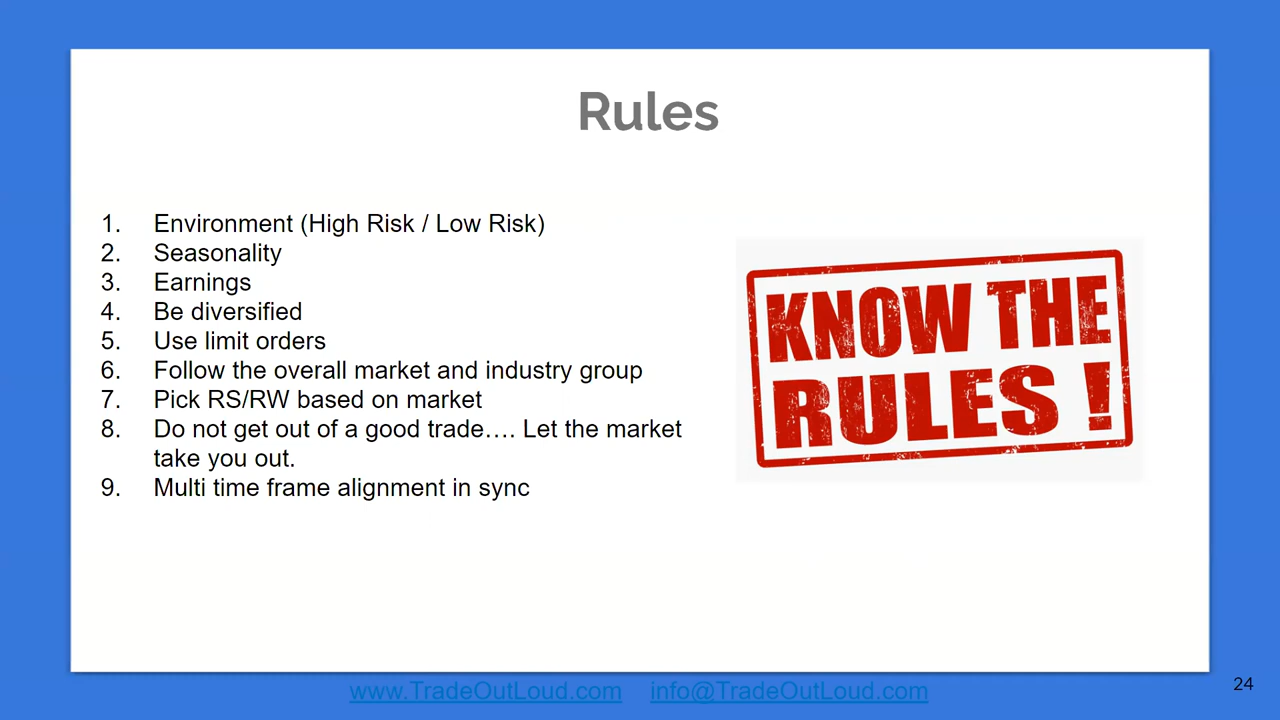 Rules
1. Environment (High Risk / Low Risk)
2. Seasonality
3. Earnings
4. Be diversified
5. Use limit orders
6. Follow the overall market and industry group
7. Pick RS/RW based on market
8. Do not get out of a good trade…. Let the market
take you out.
9. Multi time frame alignment in sync
KNOW THE
RULES !
www.TradeOutLoud.com info@TradeOutLoud.com
24